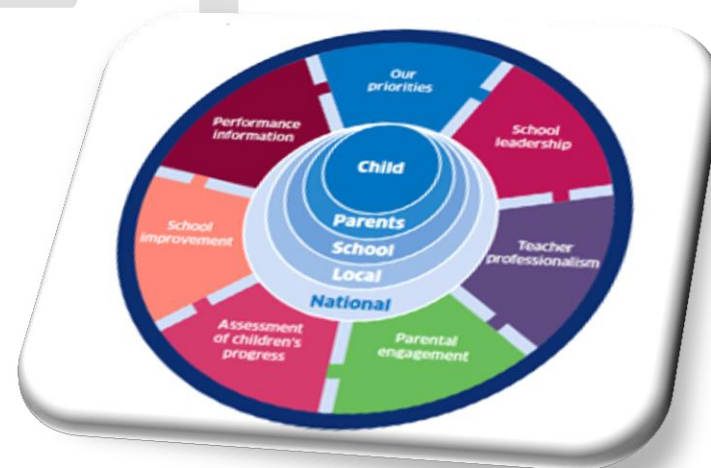 Our
priorities
School
leadership
Teacher
professionalism
Parental
engagement
Assessment
of children's
progress
School
improvement
Performance
information
Child
Parents
School
Local
National